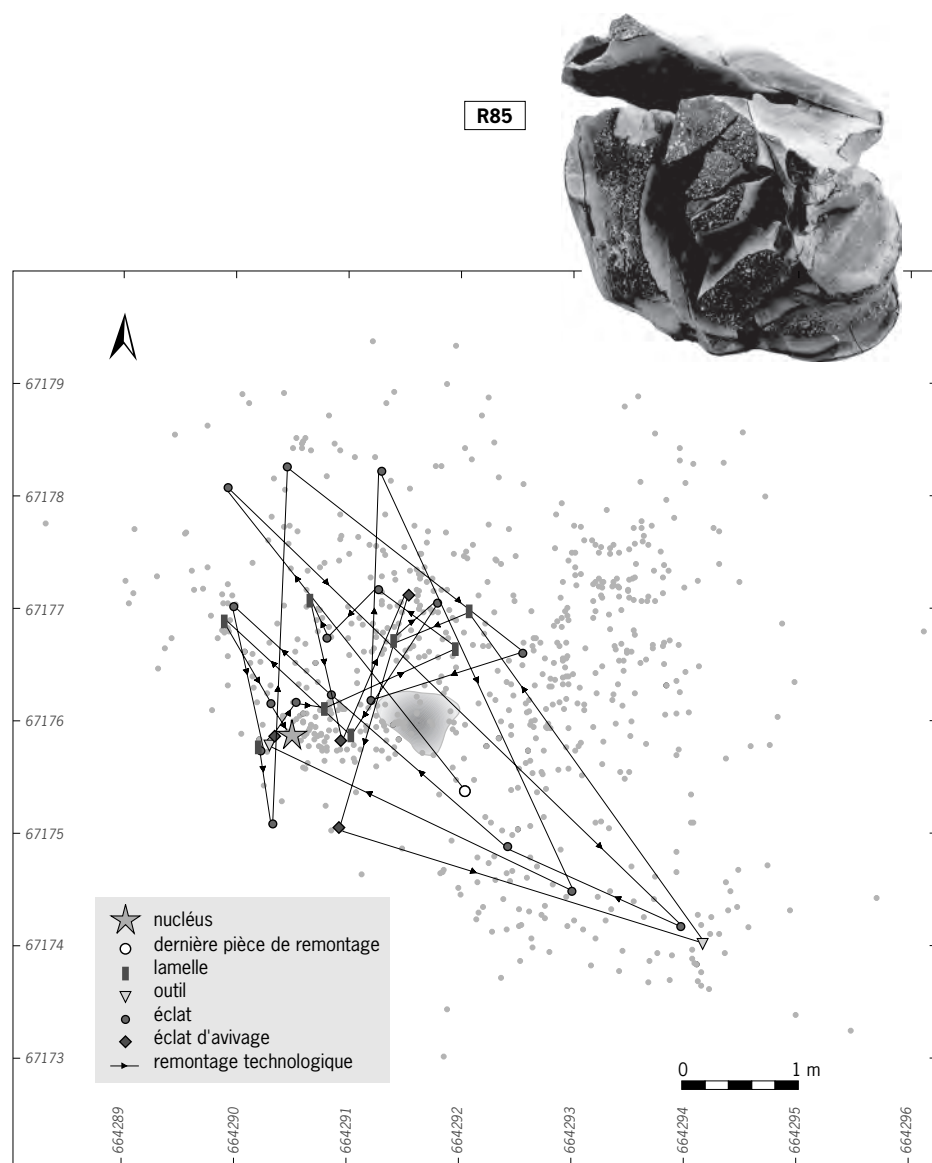 R85
67179
67178
67177
67176
67175
67174
67173
nucléus
dernière pièce de remontage
lamelle
outil
éclat
éclat d'avivage
remontage technologique
0 1 m
664289
664290
664291
664292
664293
664294
664295
664296